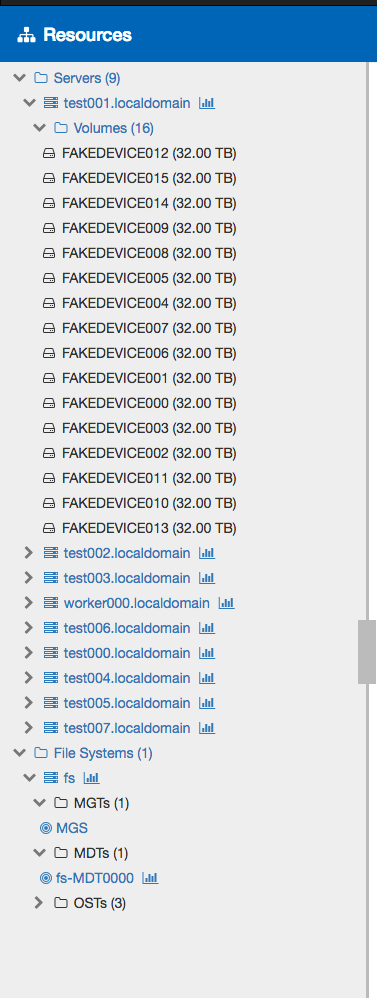 Resources
Servers (9)
test001.localdomain
Volumes (16)
FAKEDEVICE012 (32.00 TB)
FAKEDEVICE015 (32.00 TB)
FAKEDEVICE014 (32.00 TB)
FAKEDEVICE009 (32.00 TB)
FAKEDEVICE008 (32.00 TB)
FAKEDEVICE005 (32.00 TB)
FAKEDEVICE004 (32.00 TB)
FAKEDEVICE007 (32.00 TB)
FAKEDEVICE006 (32.00 TB)
FAKEDEVICE001 (32.00 TB)
FAKEDEVICE000 (32.00 TB)
FAKEDEVICE003 (32.00 TB)
FAKEDEVICE002 (32.00 TB)
FAKEDEVICE011 (32.00 TB)
FAKEDEVICE010 (32.00 TB)
FAKEDEVICE013 (32.00 TB)
test002.localdomain
test003.localdomain
worker000.localdomain
test006.localdomain
test000.localdomain
test004.localdomain
test005.localdomain
test007.localdomain
File Systems (1)
fs
MGTs (1)
MGS
MDTs (1)
fs-MDT0000
OSTs (3)